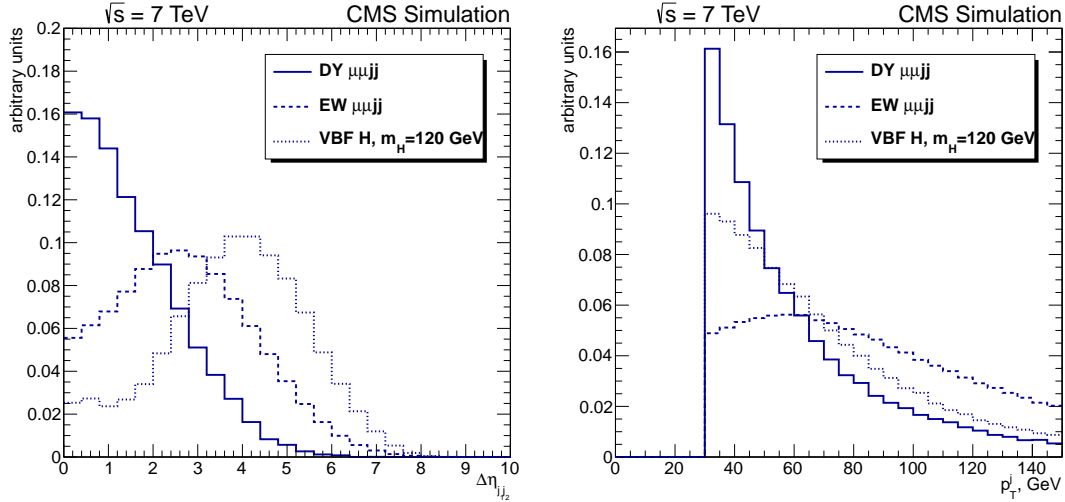 √s = 7 TeV CMS Simulation
arbitrary units
0.2
0.18
0.16
0.14
0.12
0.1
0.08
0.06
0.04
0.02
0
DY μμjj
EW μμjj
VBF H, m_H=120 GeV
0 1 2 3 4 5 6 7 8 9 10
Δη_j₁j₂
√s = 7 TeV CMS Simulation
arbitrary units
0.16
0.14
0.12
0.1
0.08
0.06
0.04
0.02
0
DY μμjj
EW μμjj
VBF H, m_H=120 GeV
0 20 40 60 80 100 120 140
p_T^j, GeV